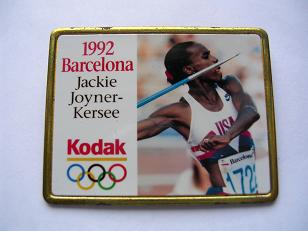 1992
Barcelona
Jackie
Joyner-
Kersee
Kodak
USA
Barcelona
172